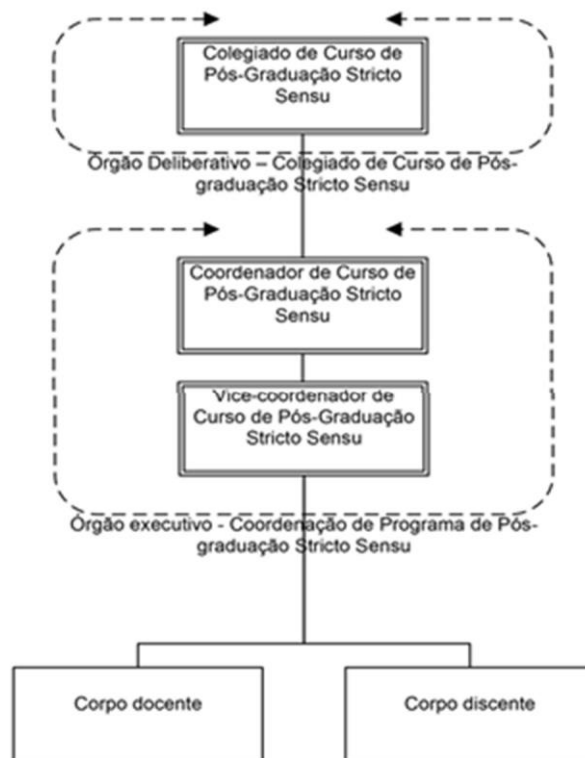 Colegiado de Curso de
Pós-Graduação Stricto
Sensu
Órgão Deliberativo – Colegiado de Curso de Pós-
graduação Stricto Sensu
Coordenador de Curso de
Pós-Graduação Stricto
Sensu
Vice-coordenador de
Curso de Pós-Graduação
Stricto Sensu
Órgão executivo - Coordenação de Programa de Pós-
graduação Stricto Sensu
Corpo docente
Corpo discente